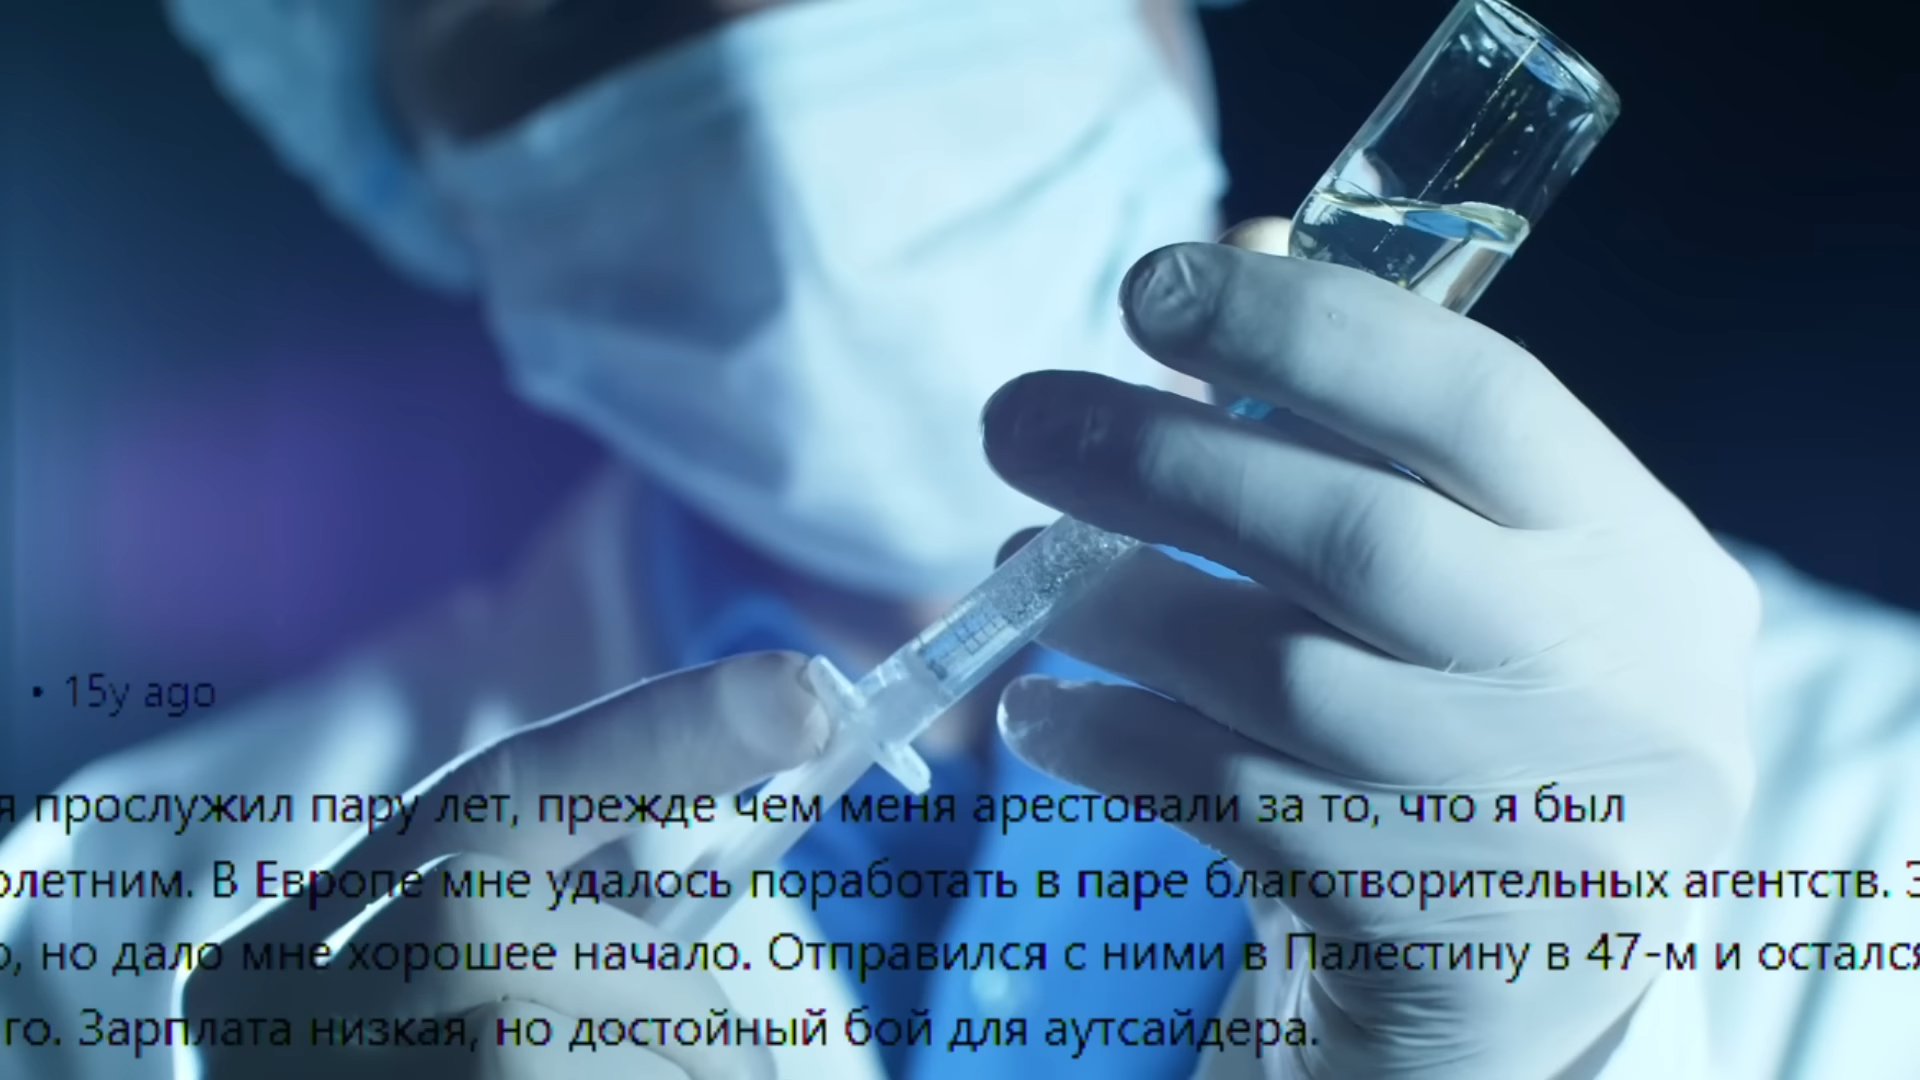 • 15y ago
я прослужил пару лет, прежде чем меня арестовали за то, что я был
олетним. В Европе мне удалось поработать в паре благотворительных агентств.
но дало мне хорошее начало. Отправился с ними в Палестину в 47-м и остался
го. Зарплата низкая, но достойный бой для аутсайдера.